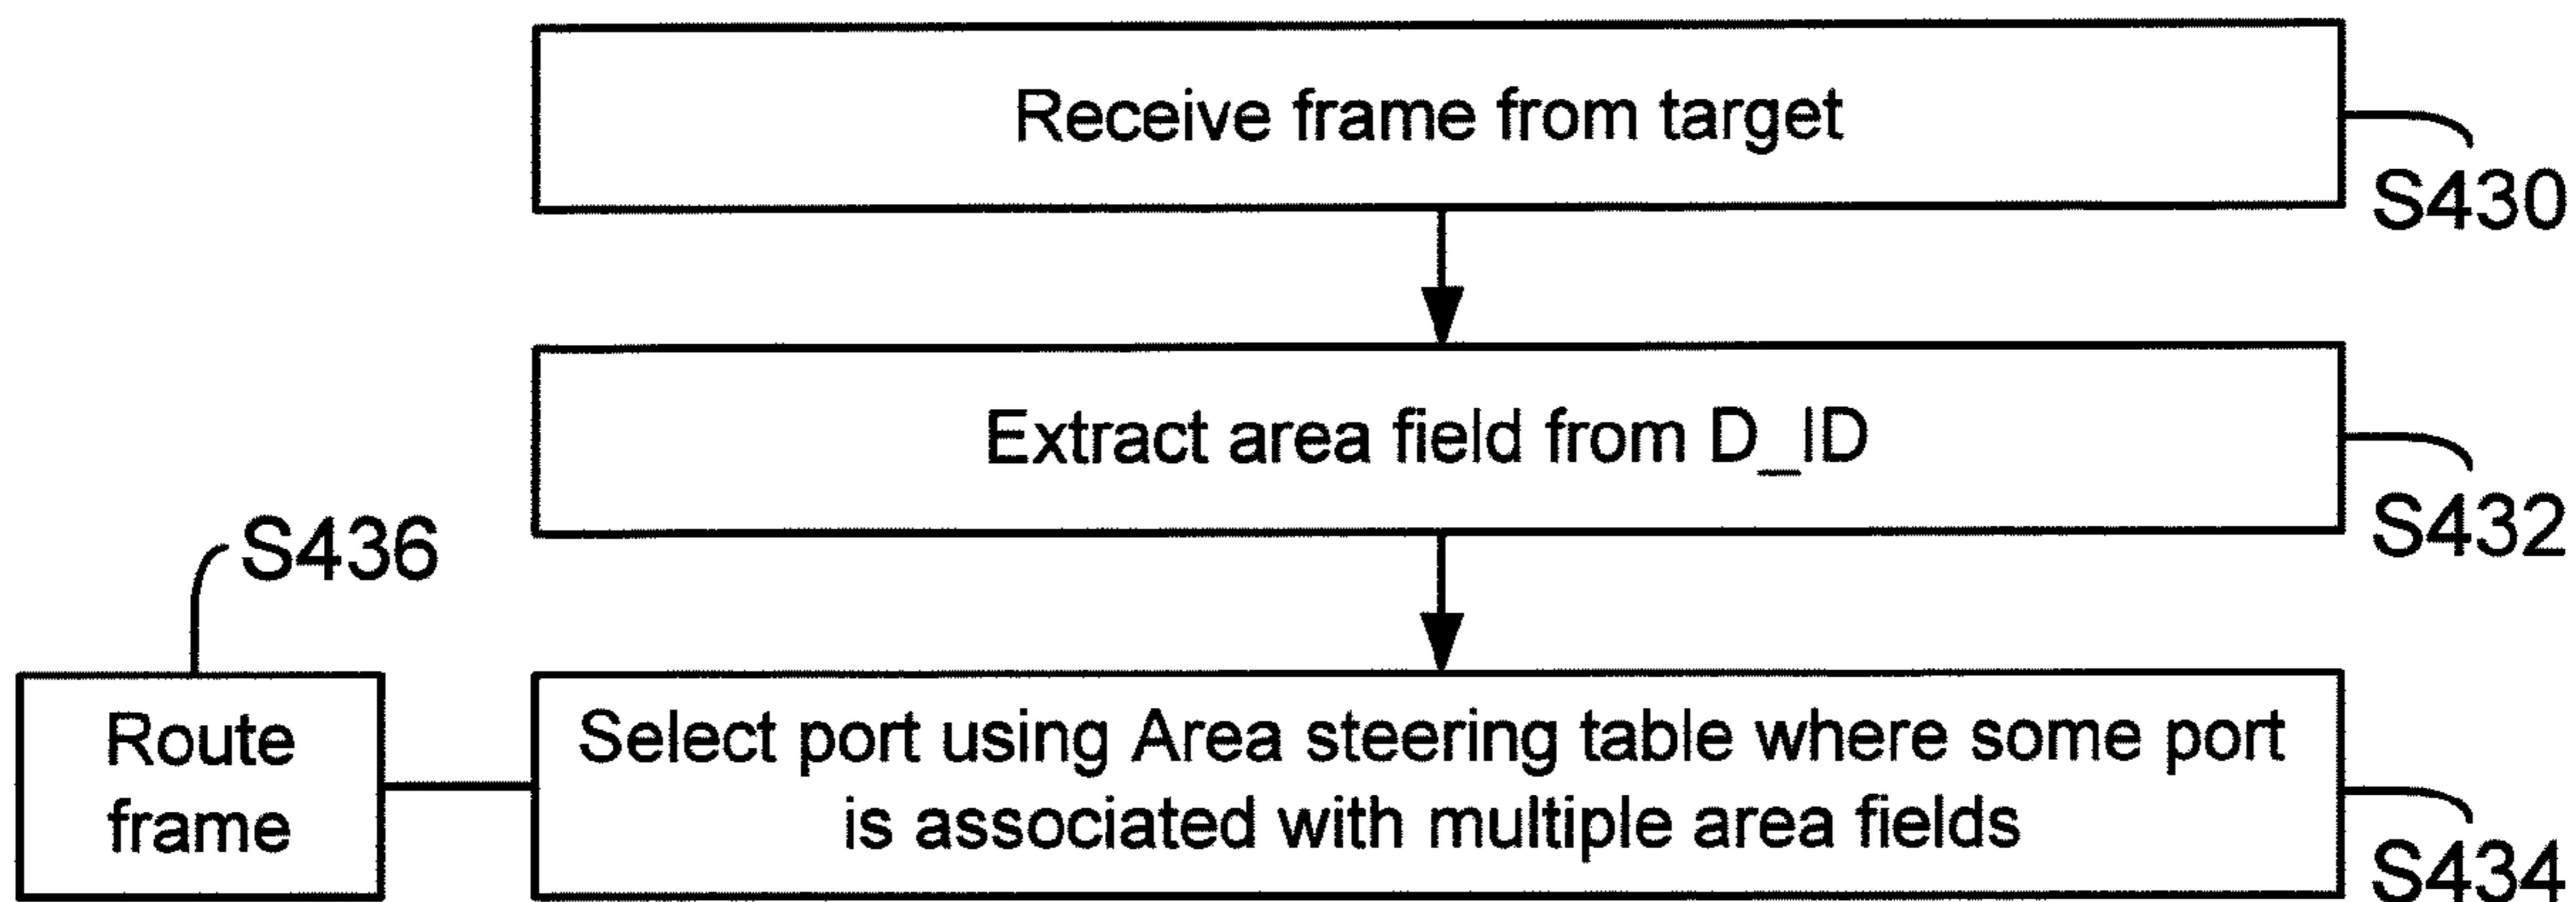 Receive frame from target
S430
Extract area field from D_ID
S432
S436
Route
frame
Select port using Area steering table where some port
is associated with multiple area fields
S434